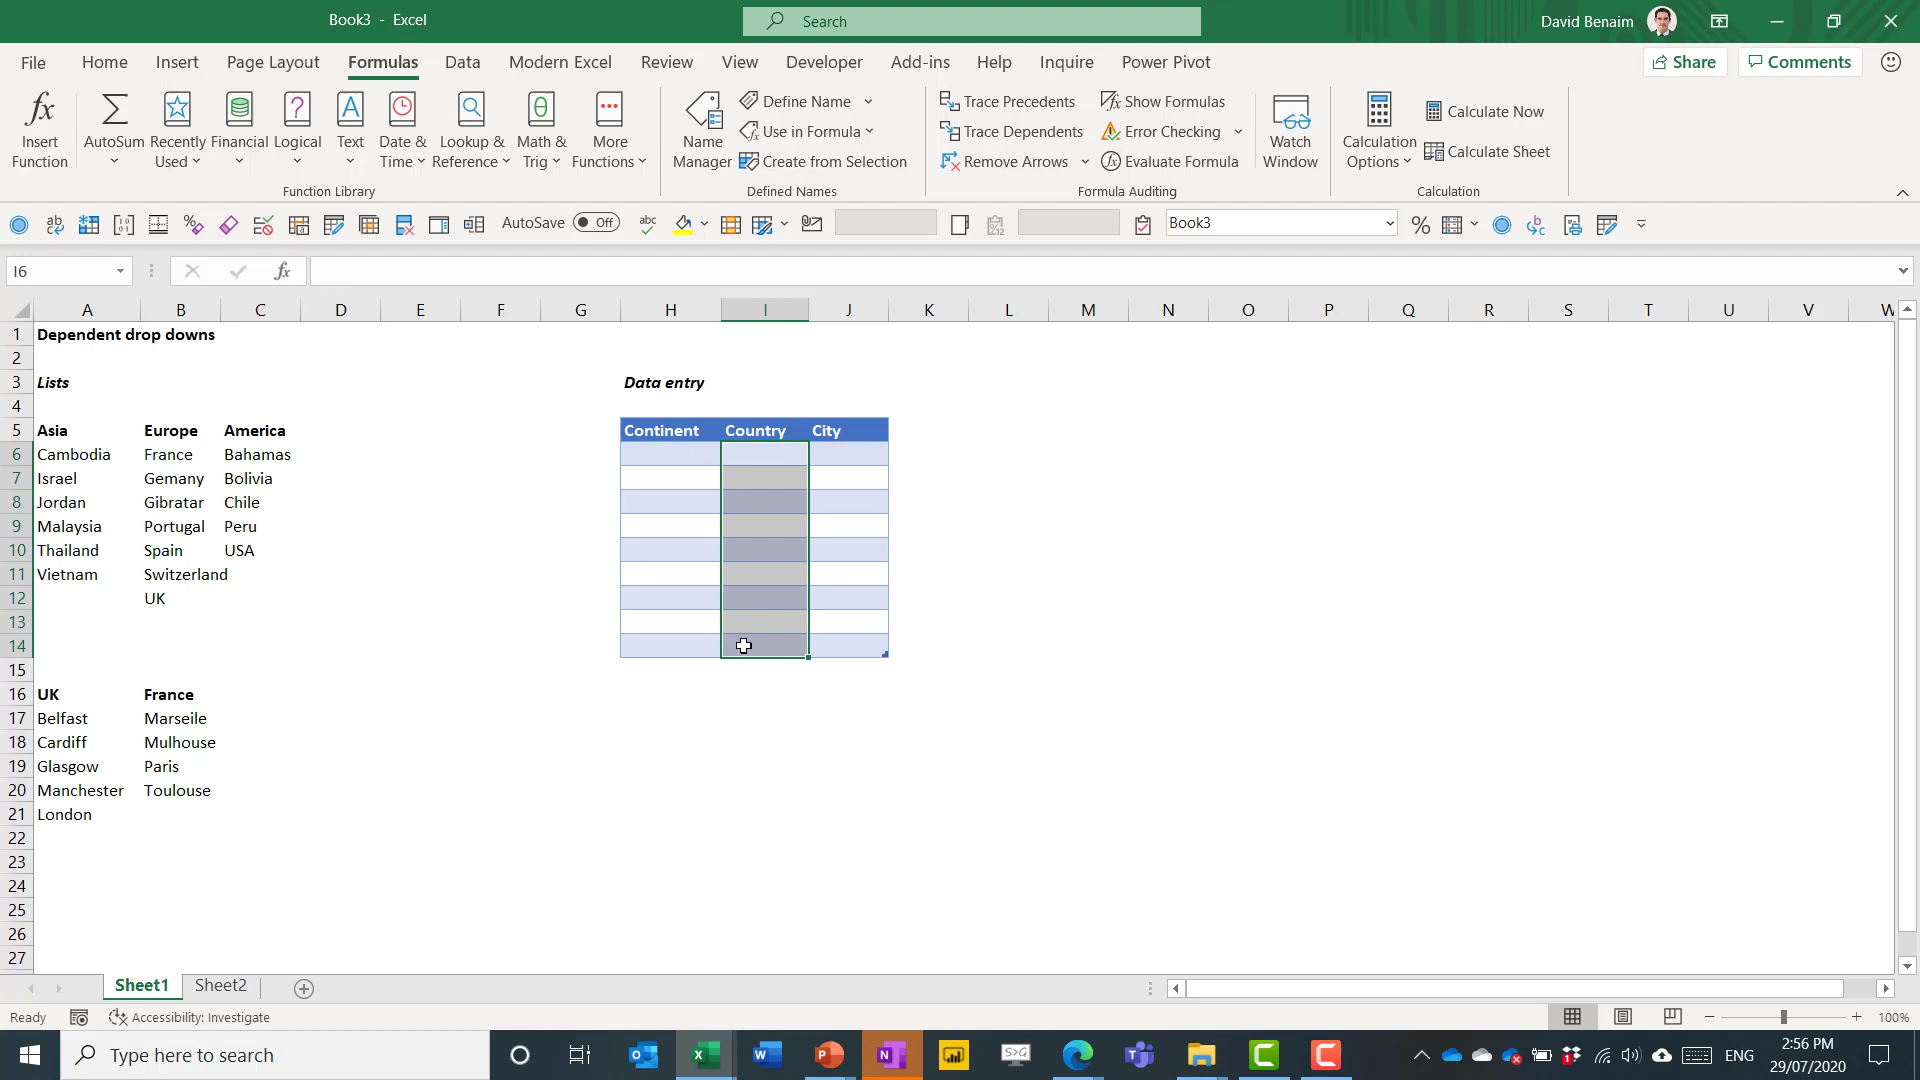 Book3 - Excel
Search
David Benaim
File Home Insert Page Layout Formulas Data Modern Excel Review View Developer Add-ins Help Inquire Power Pivot
Share
Comments
Insert Function
AutoSum
Recently Used
Financial
Logical
Text
Date & Time
Lookup & Reference
Math & Trig
More Functions
Function Library
Name Manager
Define Name
Use in Formula
Create from Selection
Defined Names
Trace Precedents
Trace Dependents
Remove Arrows
Show Formulas
Error Checking
Evaluate Formula
Formula Auditing
Watch Window
Calculation Options
Calculate Now
Calculate Sheet
Calculation
AutoSave Off
Book3
I6
fx
A B C D E F G H I J K L M N O P Q R S T U V W
1 Dependent drop downs
2
3 Lists Data entry
4
5 Asia Europe America Continent Country City
6 Cambodia France Bahamas
7 Israel Gemany Bolivia
8 Jordan Gibratar Chile
9 Malaysia Portugal Peru
10 Thailand Spain USA
11 Vietnam Switzerland
12 UK
13
14
15
16 UK France
17 Belfast Marseile
18 Cardiff Mulhouse
19 Glasgow Paris
20 Manchester Toulouse
21 London
22
23
24
25
26
27
Sheet1 Sheet2
Ready Accessibility: Investigate 100%
Type here to search
ENG
2:56 PM
29/07/2020